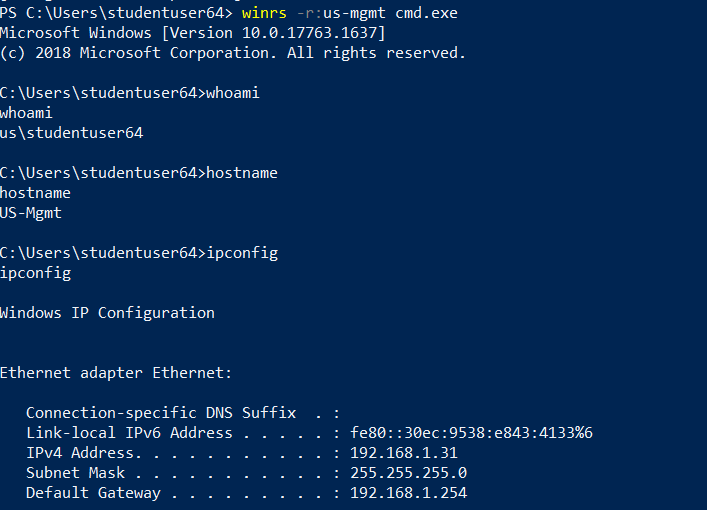 PS C:\Users\studentuser64> winrs -r:us-mgmt cmd.exe
Microsoft Windows [Version 10.0.17763.1637]
(c) 2018 Microsoft Corporation. All rights reserved.
C:\Users\studentuser64>whoami
whoami
us\studentuser64
C:\Users\studentuser64>hostname
hostname
US-Mgmt
C:\Users\studentuser64>ipconfig
ipconfig
Windows IP Configuration
Ethernet adapter Ethernet:
Connection-specific DNS Suffix  . :
Link-local IPv6 Address . . . . . : fe80::30ec:9538:e843:4133%6
IPv4 Address. . . . . . . . . . . : 192.168.1.31
Subnet Mask . . . . . . . . . . . : 255.255.255.0
Default Gateway . . . . . . . . . : 192.168.1.254